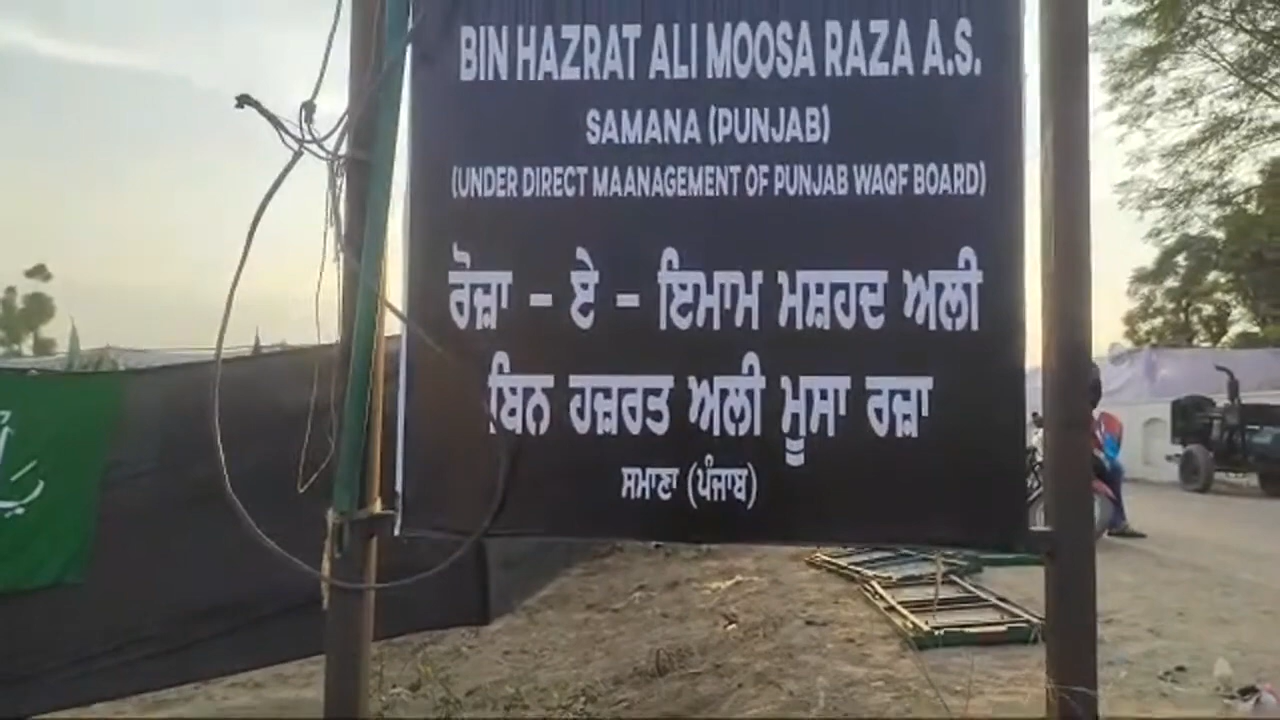 BIN HAZRAT ALI MOOSA RAZA A.S.
SAMANA (PUNJAB)
(UNDER DIRECT MAANAGEMENT OF PUNJAB WAQF BOARD)
ਰੋਜ਼ਾ - ਏ - ਇਮਾਮ ਮਸ਼ਹਦ ਅਲੀ
ਬਿਨ ਹਜ਼ਰਤ ਅਲੀ ਮੂਸਾ ਰਜ਼ਾ
ਸਮਾਣਾ (ਪੰਜਾਬ)